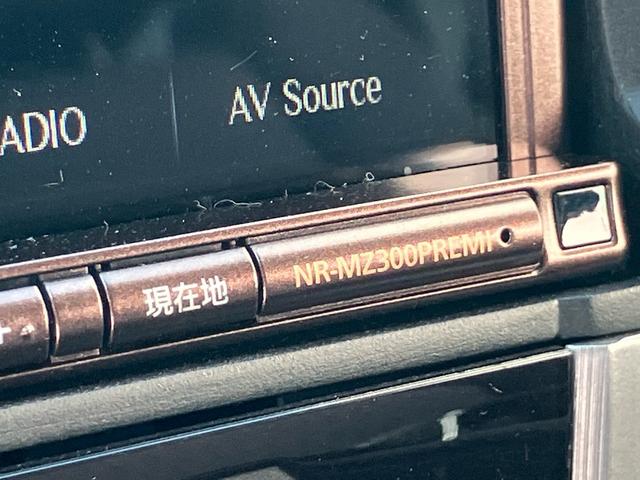 ADIO
AV Source
現在地
NR-MZ300PREMI